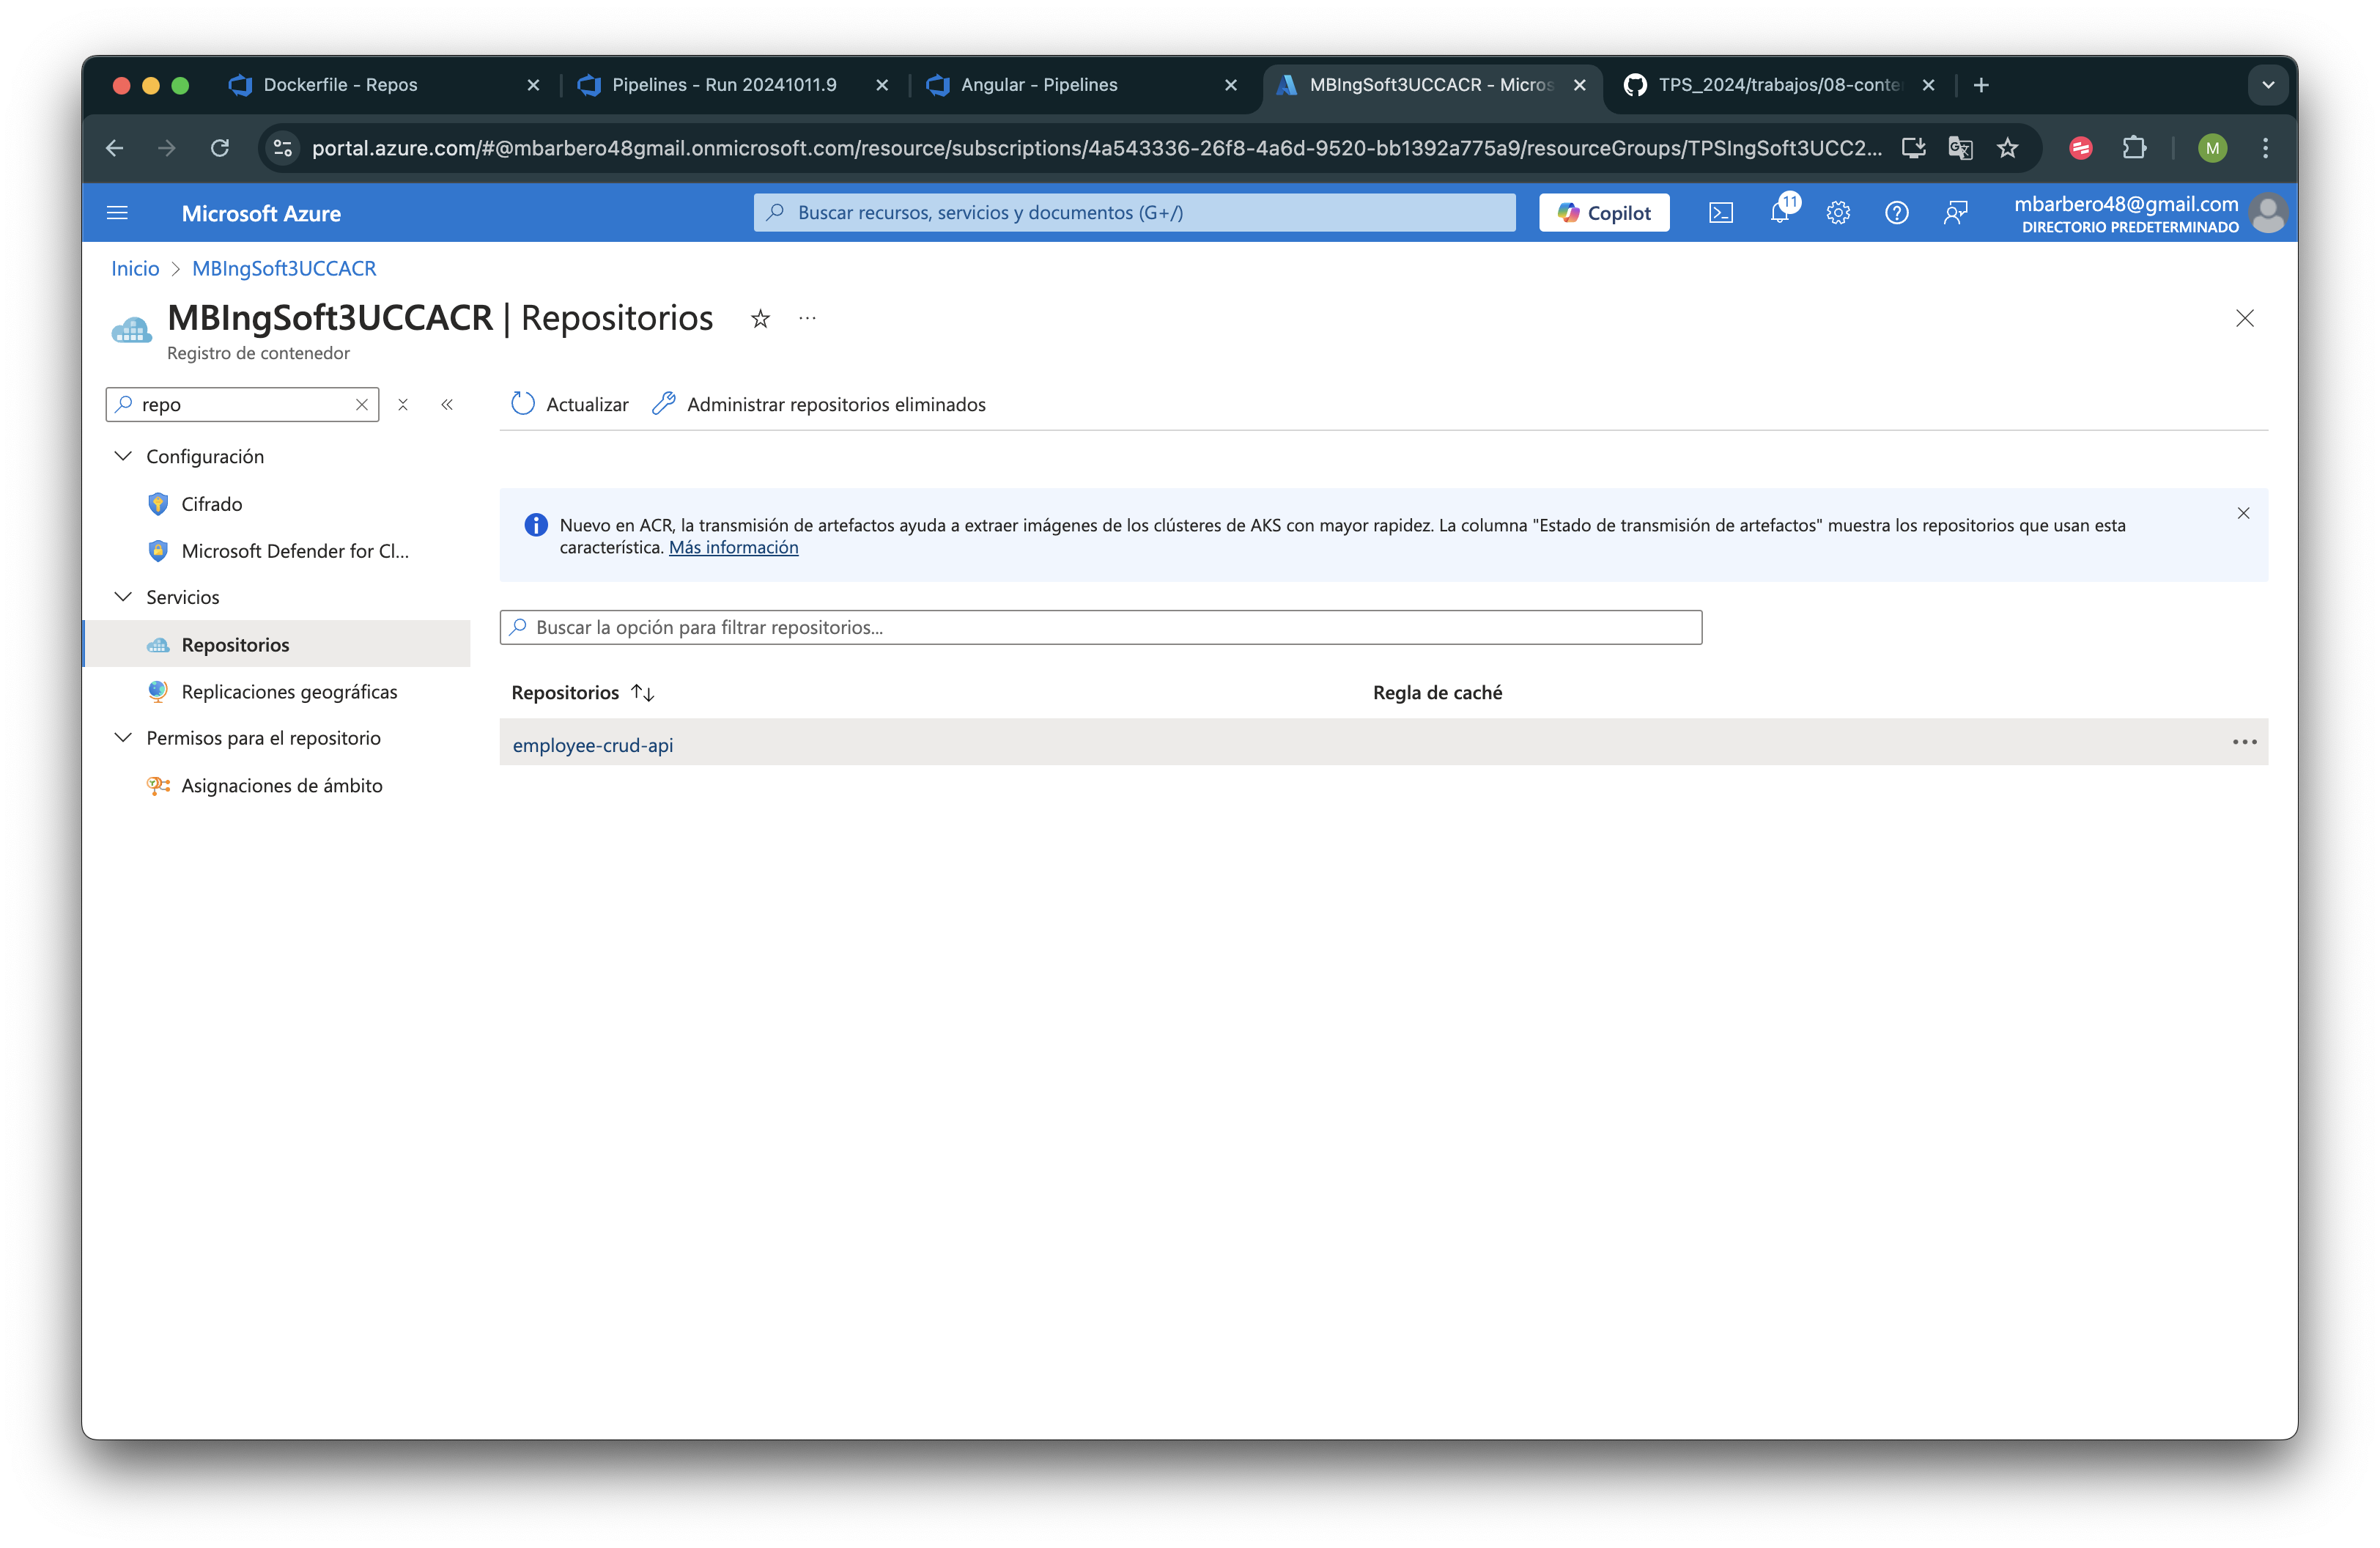 Dockerfile - Repos
Pipelines - Run 20241011.9
Angular - Pipelines
MBIngSoft3UCCACR - Micros
TPS_2024/trabajos/08-conte
portal.azure.com/#@mbarbero48gmail.onmicrosoft.com/resource/subscriptions/4a543336-26f8-4a6d-9520-bb1392a775a9/resourceGroups/TPSIngSoft3UCC2...
M
Microsoft Azure
Buscar recursos, servicios y documentos (G+/)
Copilot
11
mbarbero48@gmail.com
DIRECTORIO PREDETERMINADO
Inicio > MBIngSoft3UCCACR
MBIngSoft3UCCACR | Repositorios
Registro de contenedor
repo
Actualizar
Administrar repositorios eliminados
Configuración
Cifrado
Microsoft Defender for Cl...
Servicios
Repositorios
Replicaciones geográficas
Permisos para el repositorio
Asignaciones de ámbito
Nuevo en ACR, la transmisión de artefactos ayuda a extraer imágenes de los clústeres de AKS con mayor rapidez. La columna "Estado de transmisión de artefactos" muestra los repositorios que usan esta
característica. Más información
Buscar la opción para filtrar repositorios...
Repositorios
Regla de caché
employee-crud-api